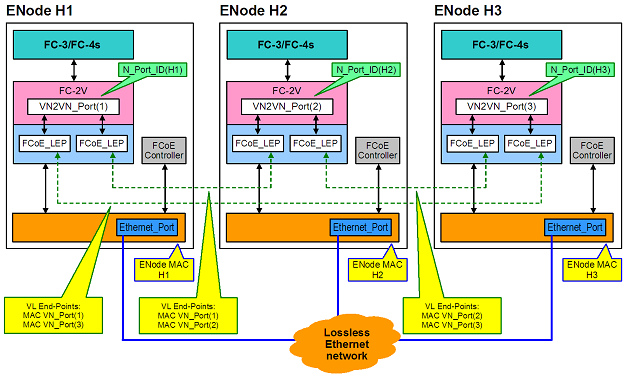 ENode H1
ENode H2
ENode H3
FC-3/FC-4s
FC-3/FC-4s
FC-3/FC-4s
N_Port_ID(H1)
N_Port_ID(H2)
N_Port_ID(H3)
FC-2V
FC-2V
FC-2V
VN2VN_Port(1)
VN2VN_Port(2)
VN2VN_Port(3)
FCoE_LEP
FCoE_LEP
FCoE
Controller
FCoE_LEP
FCoE_LEP
FCoE
Controller
FCoE_LEP
FCoE_LEP
FCoE
Controller
Ethernet_Port
Ethernet_Port
Ethernet_Port
ENode MAC
H1
ENode MAC
H2
ENode MAC
H3
VL End-Points:
MAC VN_Port(1)
MAC VN_Port(3)
VL End-Points:
MAC VN_Port(1)
MAC VN_Port(2)
VL End-Points:
MAC VN_Port(2)
MAC VN_Port(3)
Lossless
Ethernet
network